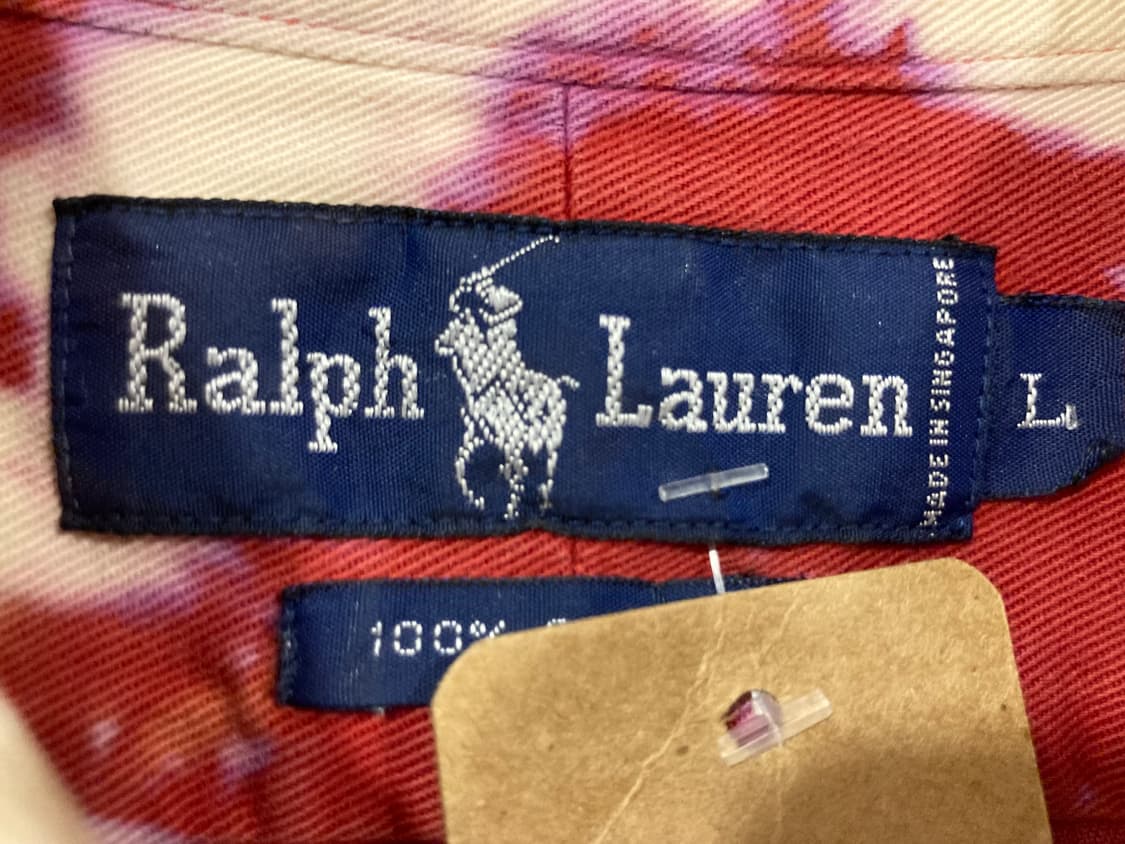 Ralph Lauren
MADE IN SINGAPORE
L
100%